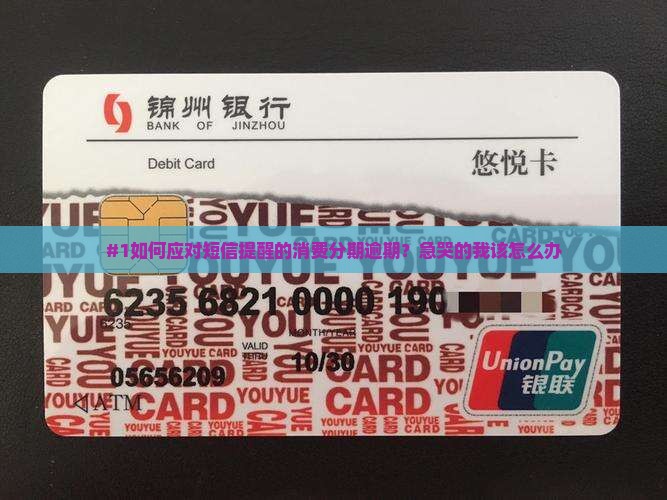 锦州银行
BANK OF JINZHOU
Debit Card
悠悦卡
#1如何应对短信提醒的消费分期逾期？急哭的我该怎么办
6235 6821 0000 190
6235
MONTH/YEAR
VALID THRU
10/30
05656209
ATM
UnionPay
银联
YOUYUE CARD